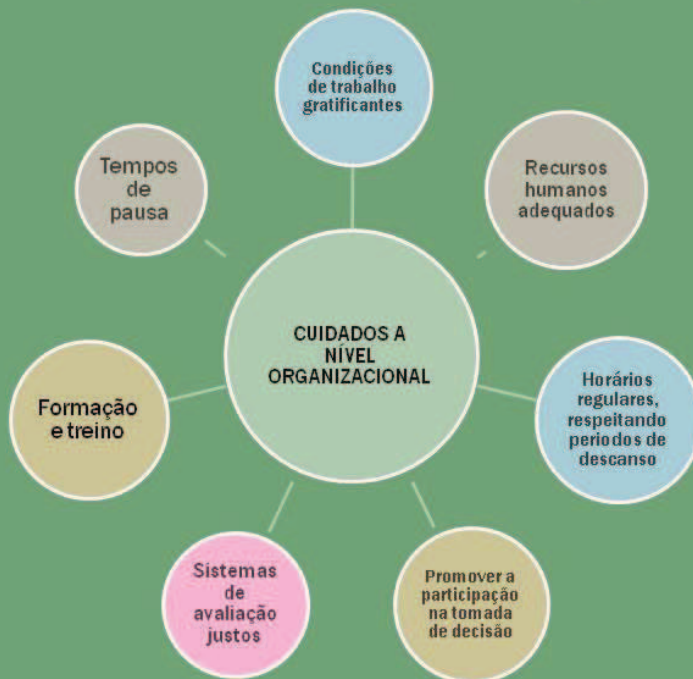 CUIDADOS A
NÍVEL
ORGANIZACIONAL
Condições
de trabalho
gratificantes
Recursos
humanos
adequados
Horários
regulares,
respeitando
periodos de
descanso
Promover a
participação
na tomada
de decisão
Sistemas
de
avaliação
justos
Formação
e treino
Tempos
de
pausa